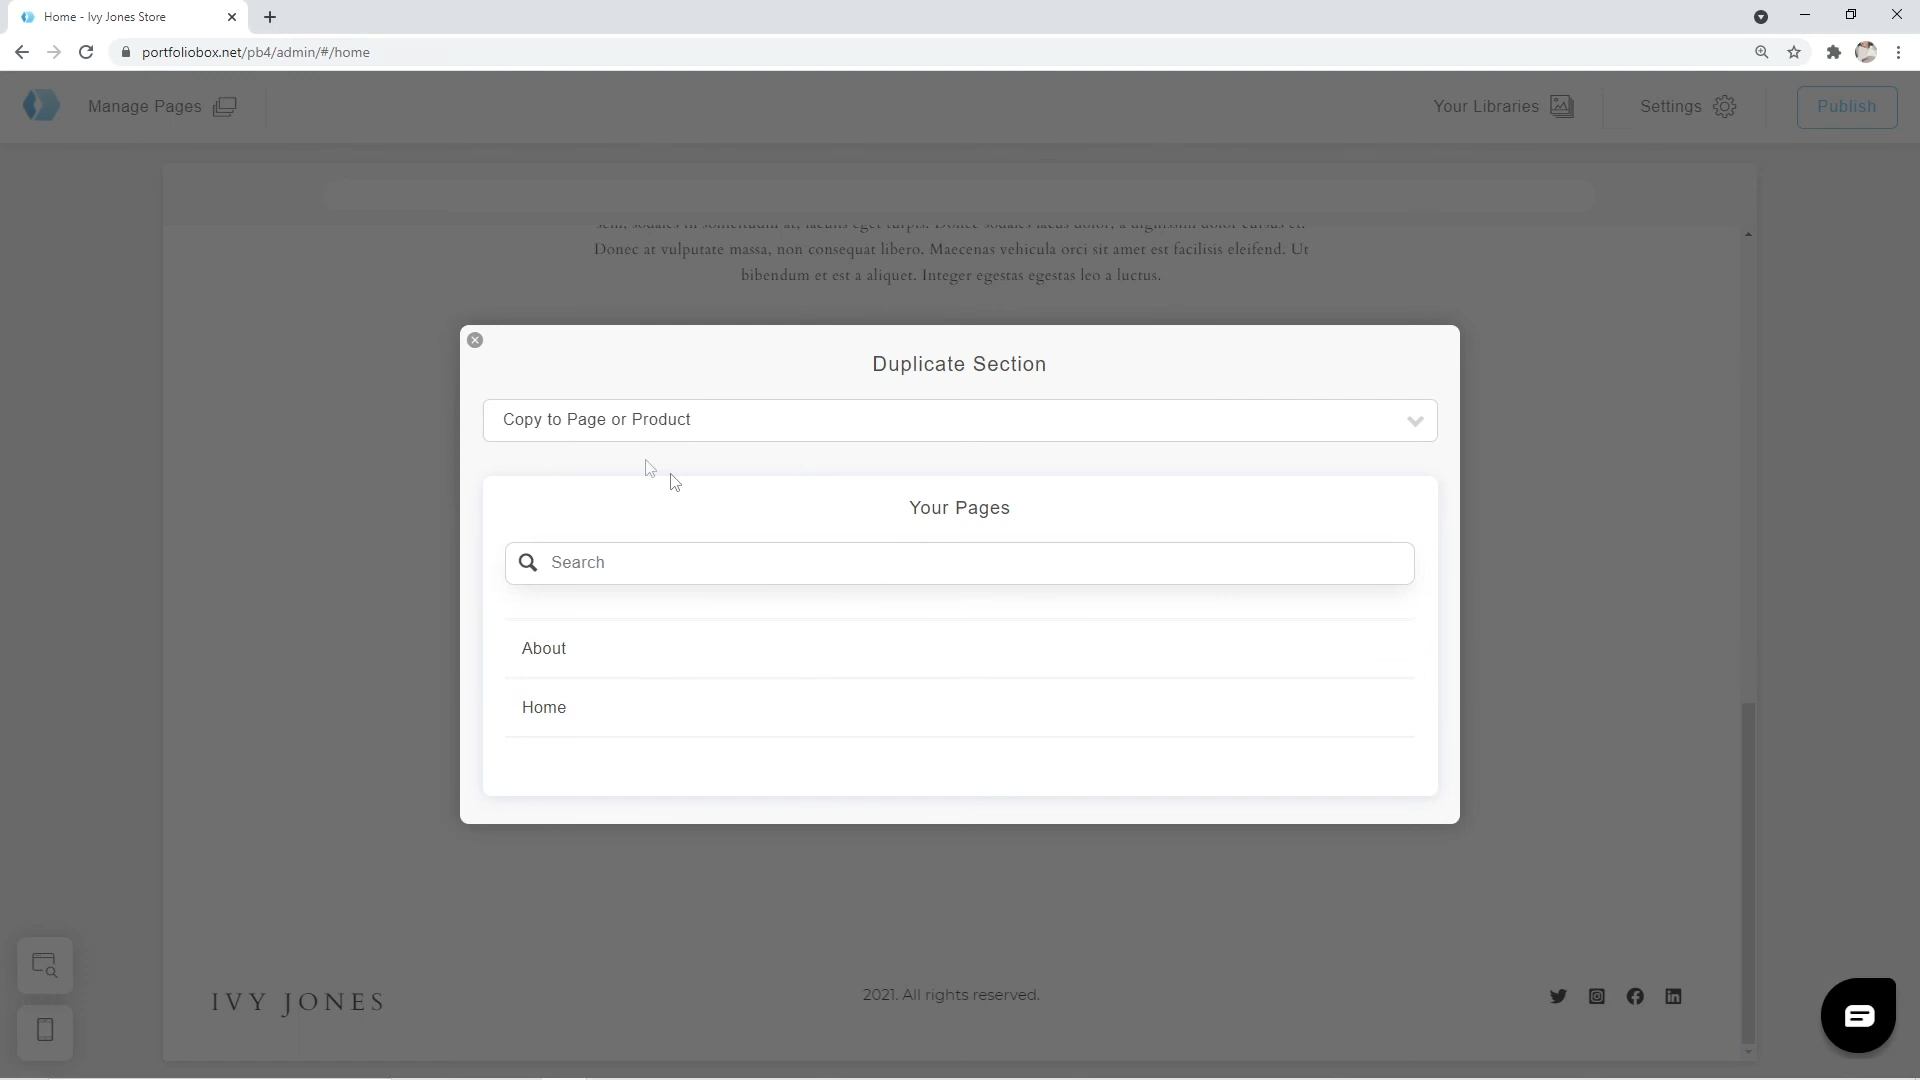 Home - Ivy Jones Store
portfoliobox.net/pb4/admin/#/home
Manage Pages
Your Libraries
Settings
Publish
sem, sodales in sollicitudin at, iaculis eget turpis. Donec sodales lacus dolor, a dignissim dolor cursus et.
Donec at vulputate massa, non consequat libero. Maecenas vehicula orci sit amet est facilisis eleifend. Ut
bibendum et est a aliquet. Integer egestas egestas leo a luctus.
Duplicate Section
Copy to Page or Product
Your Pages
Search
About
Home
IVY JONES
2021. All rights reserved.